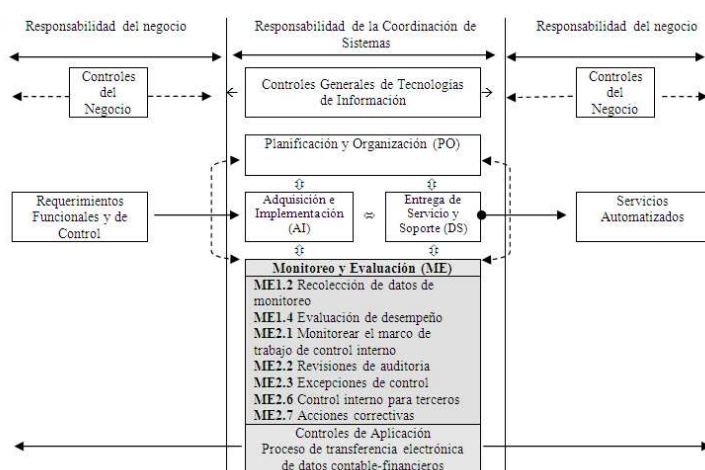 Responsabilidad del negocio
Responsabilidad de la Coordinación de
Sistemas
Responsabilidad del negocio
Controles
del
Negocio
Controles Generales de Tecnologías
de Información
Controles
del
Negocio
Planificación y Organización (PO)
Requerimientos
Funcionales y de
Control
Adquisición e
Implementación
(AI)
Entrega de
Servicio y
Soporte (DS)
Servicios
Automatizados
Monitoreo y Evaluación (ME)
ME1.2 Recolección de datos de
monitoreo
ME1.4 Evaluación de desempeño
ME2.1 Monitorear el marco de
trabajo de control interno
ME2.2 Revisiones de auditoria
ME2.3 Excepciones de control
ME2.6 Control interno para terceros
ME2.7 Acciones correctivas
Controles de Aplicación
Proceso de transferencia electrónica
de datos contable-financieros